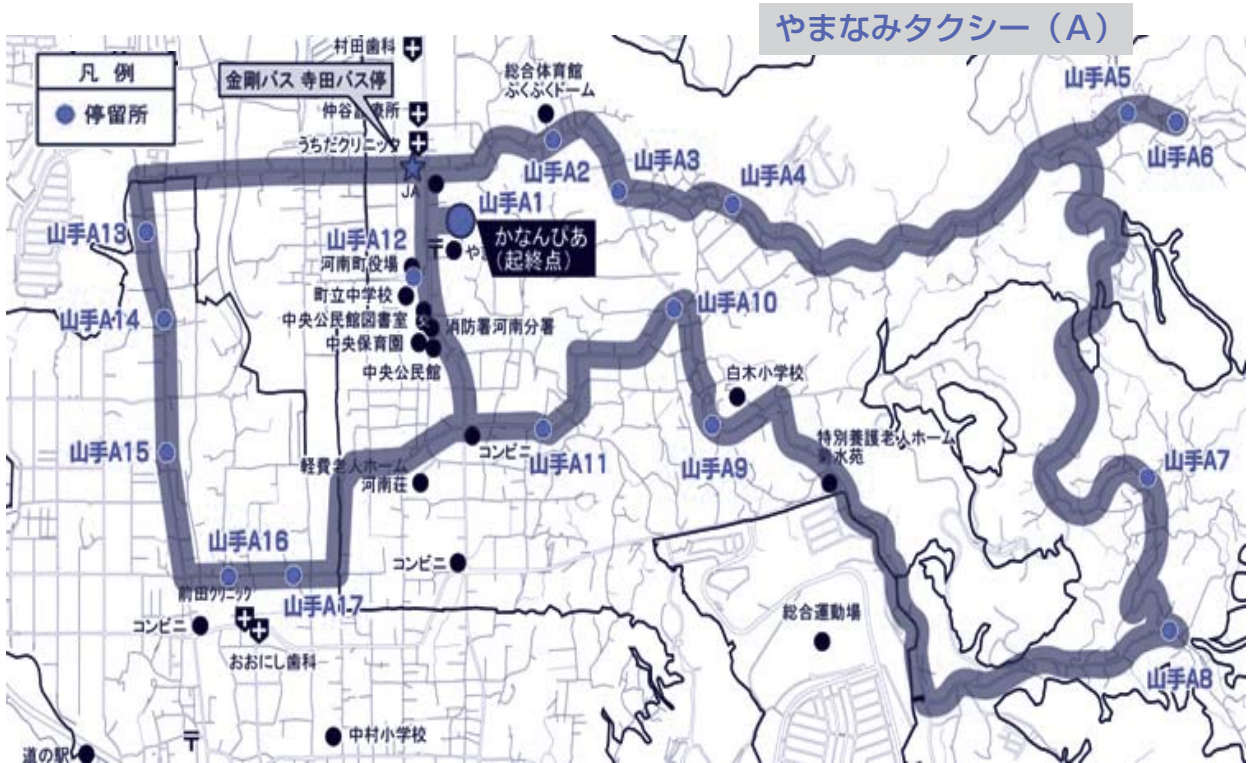 やまなみタクシー（A）
凡 例
停留所
村田歯科
金剛バス 寺田バス停
総合体育館
ぷくぷくドーム
うちだクリニック
JA
山手A1
かなんぴあ
（起終点）
山手A2
山手A3
山手A4
山手A5
山手A6
山手A13
山手A12
〒
河南町役場
町立中学校
中央公民館図書室
消防署河南分署
中央保育園
中央公民館
山手A14
山手A10
白木小学校
山手A15
軽費老人ホーム
河南荘
コンビニ
山手A11
山手A9
特別養護老人ホーム
山手A7
山手A16
前田クリニック
山手A17
コンビニ
コンビニ
おおにし歯科
総合運動場
山手A8
〒
中村小学校
道の駅